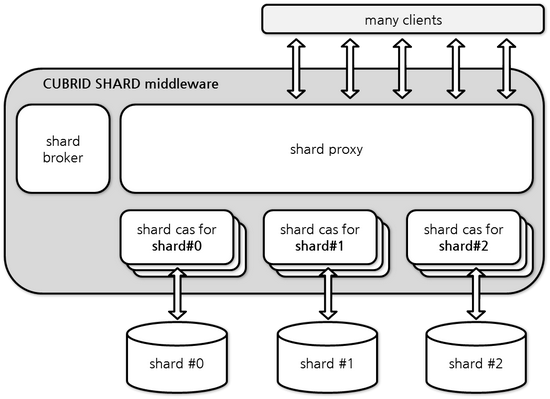 many clients
CUBRID SHARD middleware
shard
broker
shard proxy
shard cas for
shard#0
shard cas for
shard#1
shard cas for
shard#2
shard #0
shard #1
shard #2